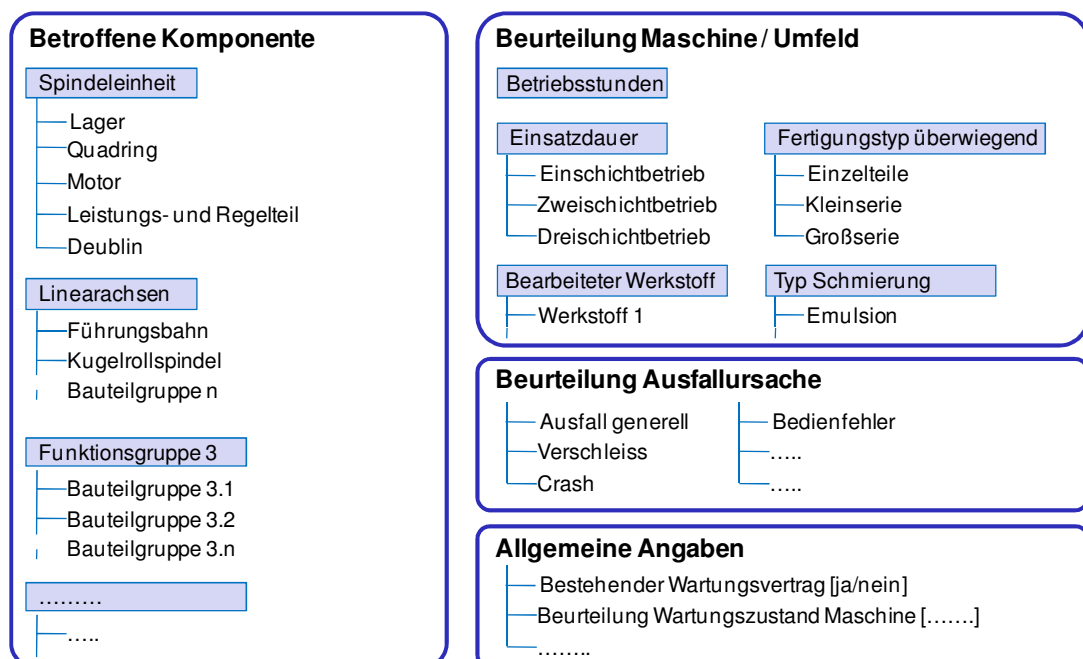 Betroffene Komponente
Spindeleinheit
Lager
Quadring
Motor
Leistungs- und Regelteil
Deublin
Linearachsen
Führungsbahn
Kugelrollspindel
Bauteilgruppe n
Funktionsgruppe 3
Bauteilgruppe 3.1
Bauteilgruppe 3.2
Bauteilgruppe 3.n
………
…..
Beurteilung Maschine / Umfeld
Betriebsstunden
Einsatzdauer
Einschichtbetrieb
Zweischichtbetrieb
Dreischichtbetrieb
Fertigungstyp überwiegend
Einzelteile
Kleinserie
Großserie
Bearbeiteter Werkstoff
Werkstoff 1
Typ Schmierung
Emulsion
Beurteilung Ausfallursache
Ausfall generell
Verschleiss
Crash
Bedienfehler
…..
…..
Allgemeine Angaben
Bestehender Wartungsvertrag [ja/nein]
Beurteilung Wartungszustand Maschine […….]
……..